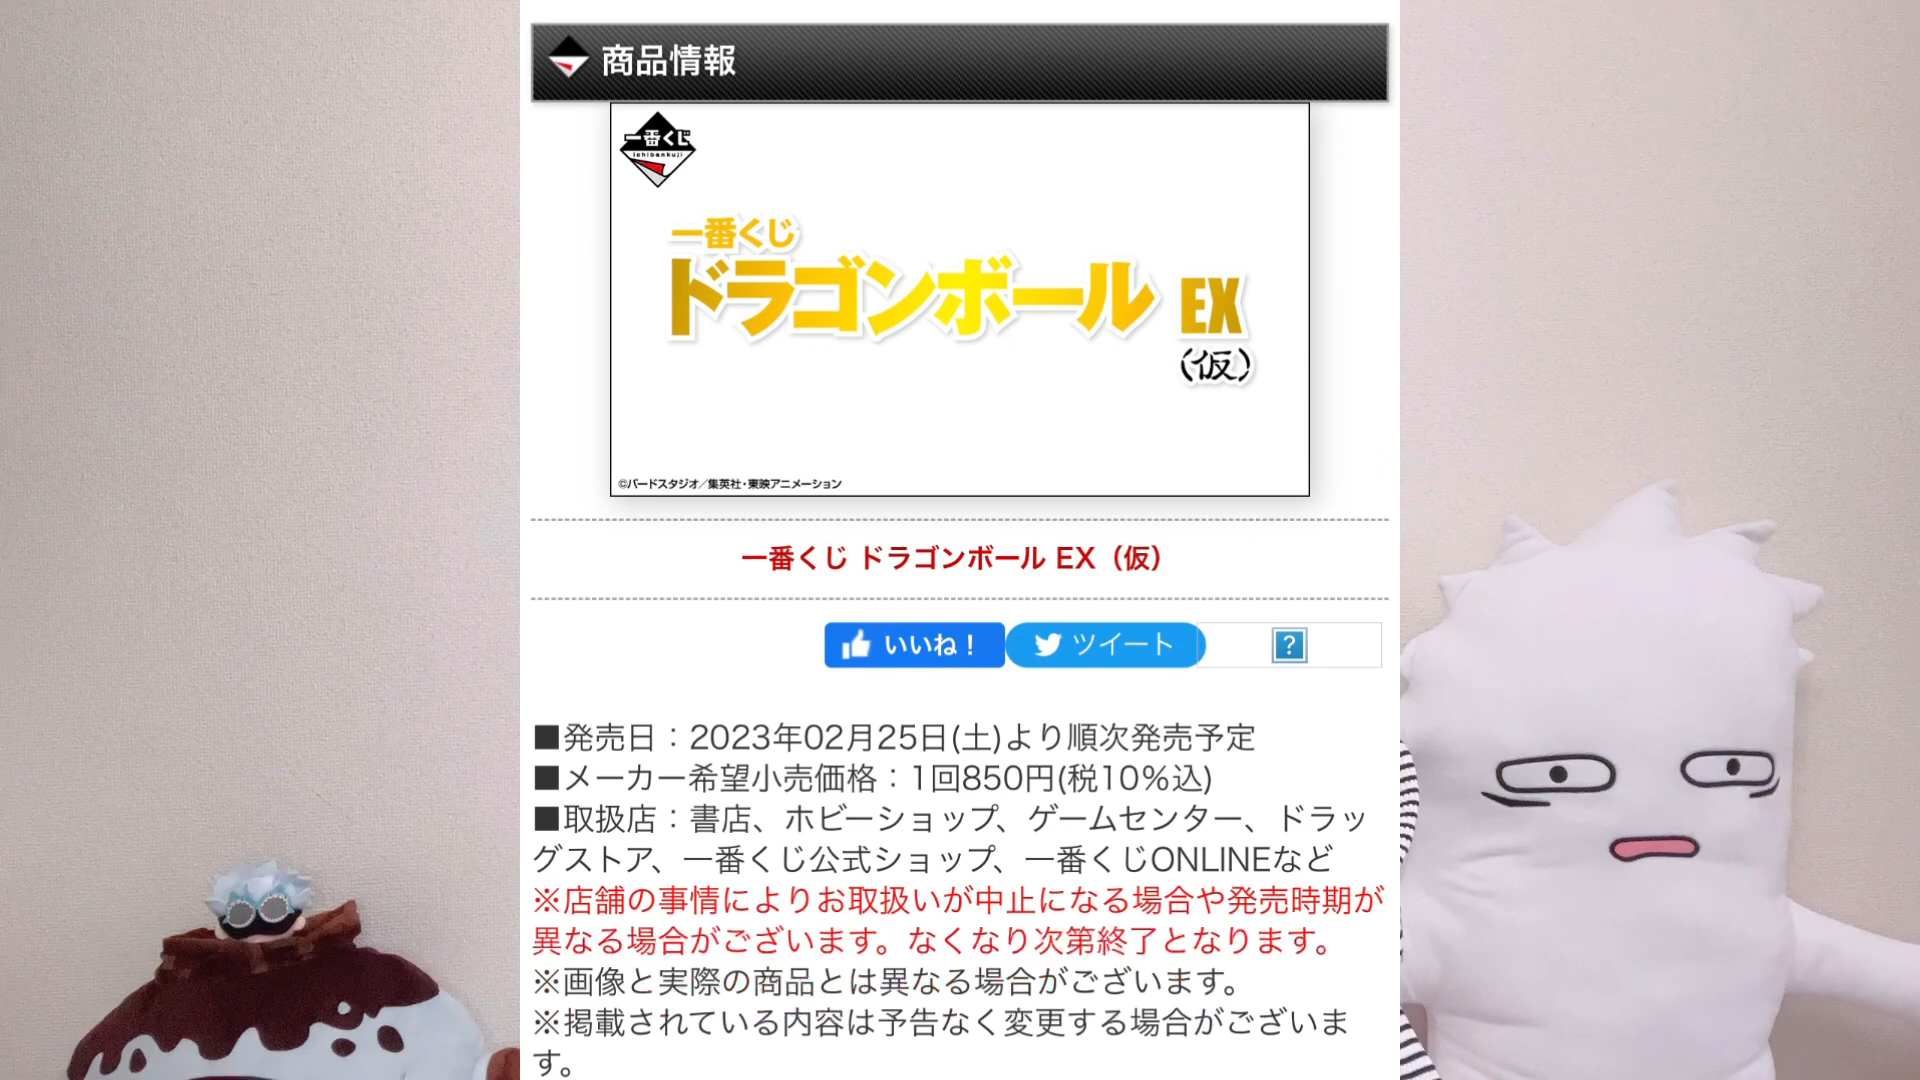 商品情報
一番くじ
ichibankuji
一番くじ
ドラゴンボール EX
(仮)
©バードスタジオ/集英社・東映アニメーション
一番くじ ドラゴンボール EX（仮）
いいね！ ツイート ?
■発売日：2023年02月25日(土)より順次発売予定
■メーカー希望小売価格：1回850円(税10%込)
■取扱店：書店、ホビーショップ、ゲームセンター、ドラッ
グストア、一番くじ公式ショップ、一番くじONLINEなど
※店舗の事情によりお取扱いが中止になる場合や発売時期が
異なる場合がございます。なくなり次第終了となります。
※画像と実際の商品とは異なる場合がございます。
※掲載されている内容は予告なく変更する場合がございま
す。